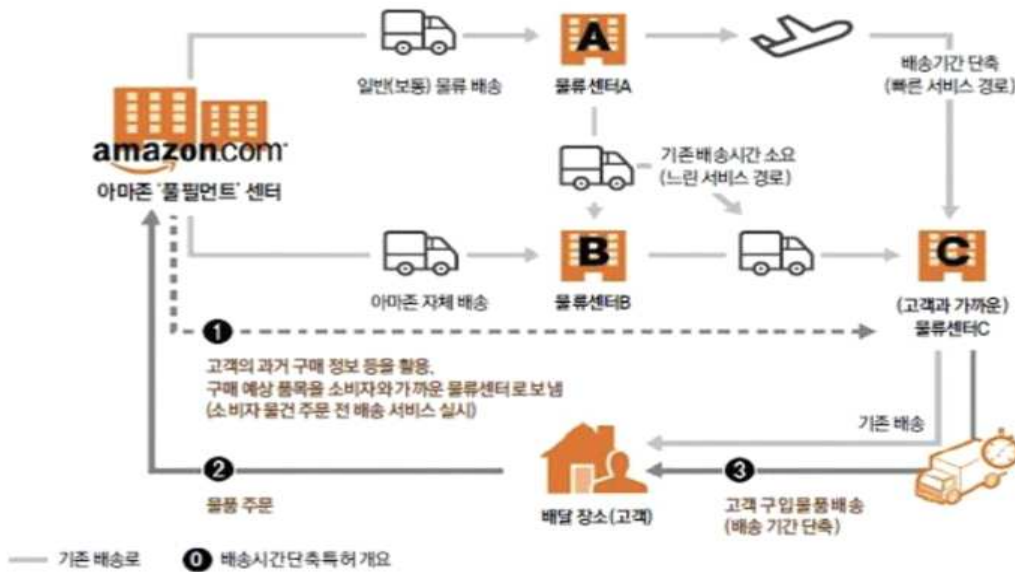 일반(보통) 물류 배송
A
물류센터A
배송기간 단축
(빠른 서비스 경로)
amazon.com
아마존 '풀필먼트' 센터
기존 배송시간 소요
(느린 서비스 경로)
아마존 자체 배송
B
물류센터B
C
(고객과 가까운)
물류센터C
1
고객의 과거 구매 정보 등을 활용,
구매 예상 품목을 소비자와 가까운 물류센터로 보냄
(소비자 물건 주문 전 배송 서비스 실시)
기존 배송
2
물품 주문
배달 장소(고객)
3
고객 구입물품 배송
(배송 기간 단축)
기존 배송로
0 배송시간 단축 특허 개요